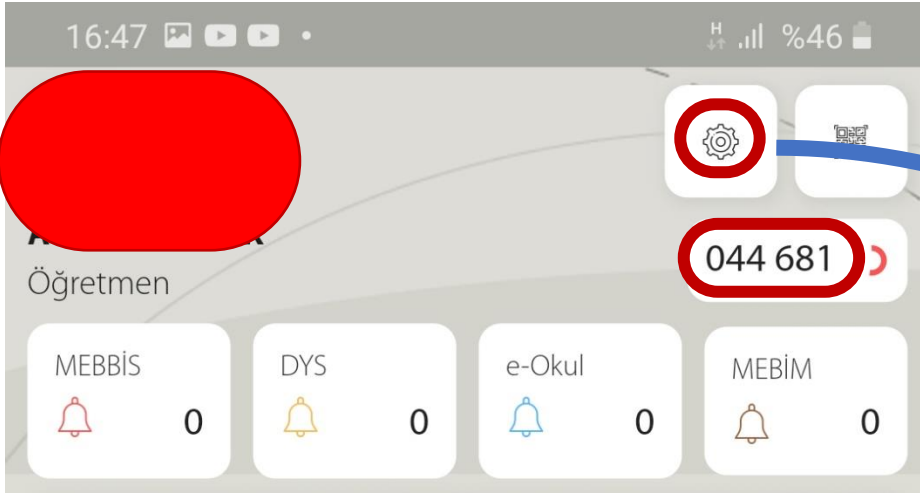 16:47
H %46
044 681
Öğretmen
MEBBİS DYS e-Okul MEBİM
0 0 0 0